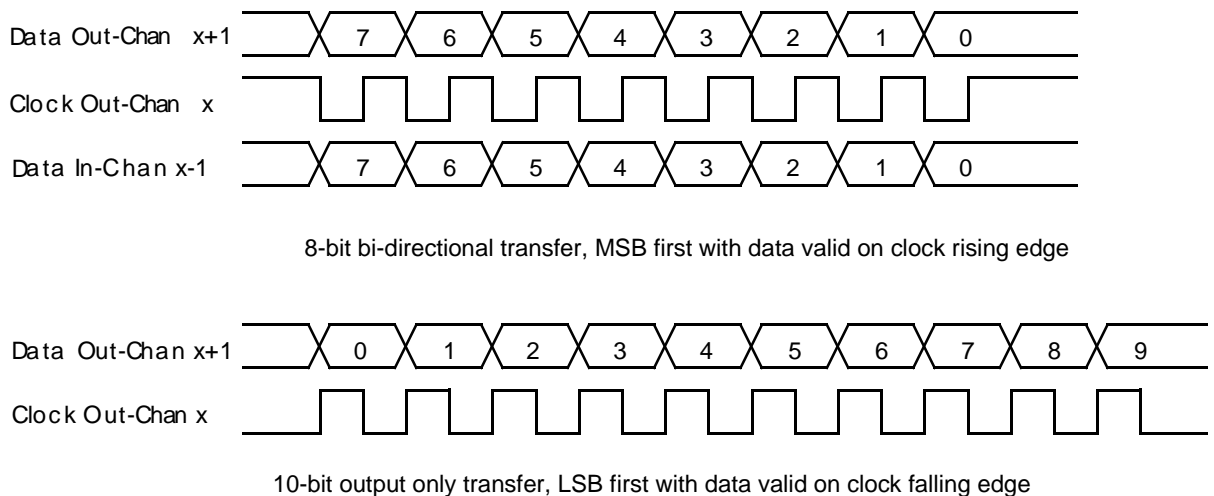 Data Out-Chan x+1 7 6 5 4 3 2 1 0
Clock Out-Chan x
Data In-Chan x-1 7 6 5 4 3 2 1 0
8-bit bi-directional transfer, MSB first with data valid on clock rising edge
Data Out-Chan x+1 0 1 2 3 4 5 6 7 8 9
Clock Out-Chan x
10-bit output only transfer, LSB first with data valid on clock falling edge